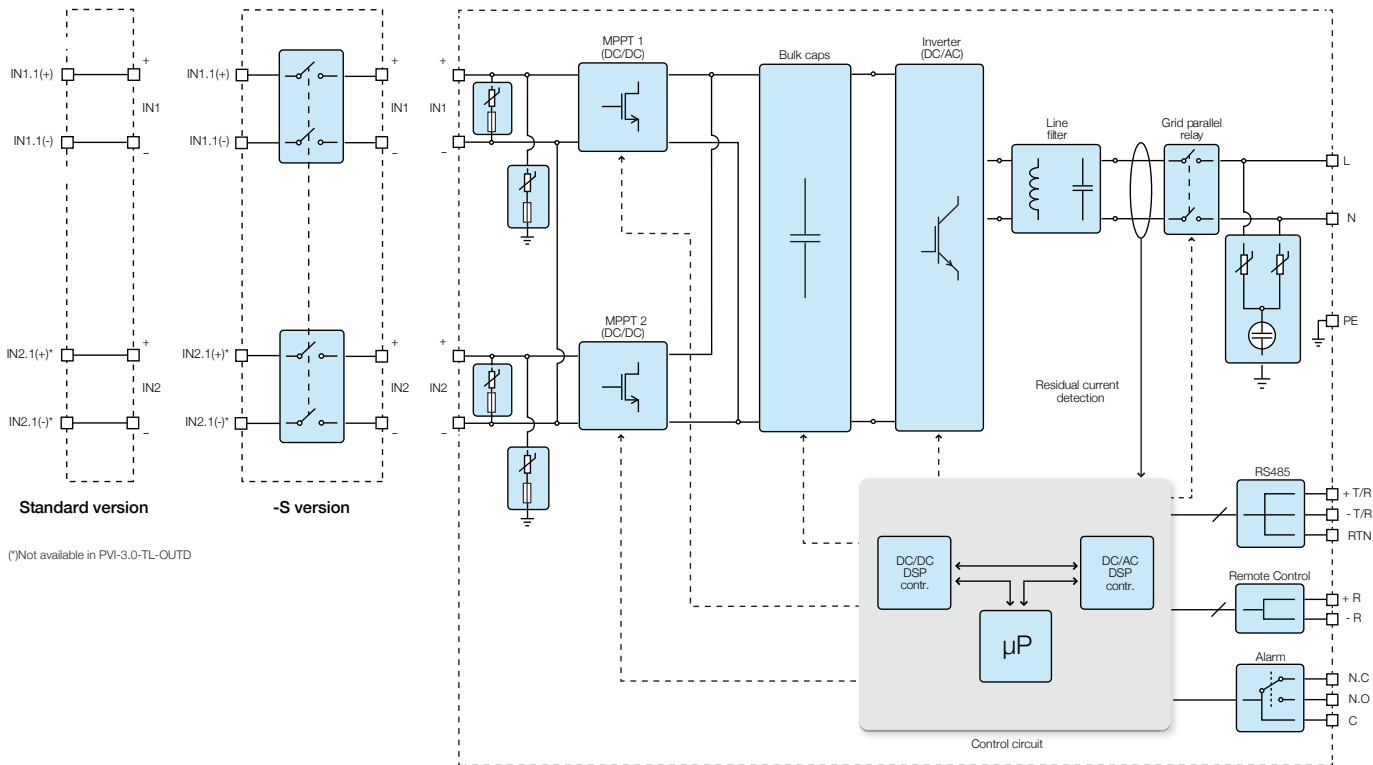 IN1.1(+)
+
IN1
IN1.1(-)
–
IN2.1(+)*
+
IN2
IN2.1(-)*
–
Standard version
IN1.1(+)
+
IN1
IN1.1(-)
–
IN2.1(+)*
+
IN2
IN2.1(-)*
–
-S version
(*)Not available in PVI-3.0-TL-OUTD
+
IN1
–
+
IN2
–
MPPT 1
(DC/DC)
MPPT 2
(DC/DC)
Bulk caps
Inverter
(DC/AC)
Line
filter
Grid parallel
relay
L
N
PE
Residual current
detection
DC/DC
DSP
contr.
DC/AC
DSP
contr.
µP
Control circuit
RS485
+ T/R
- T/R
RTN
Remote Control
+ R
- R
Alarm
N.C
N.O
C